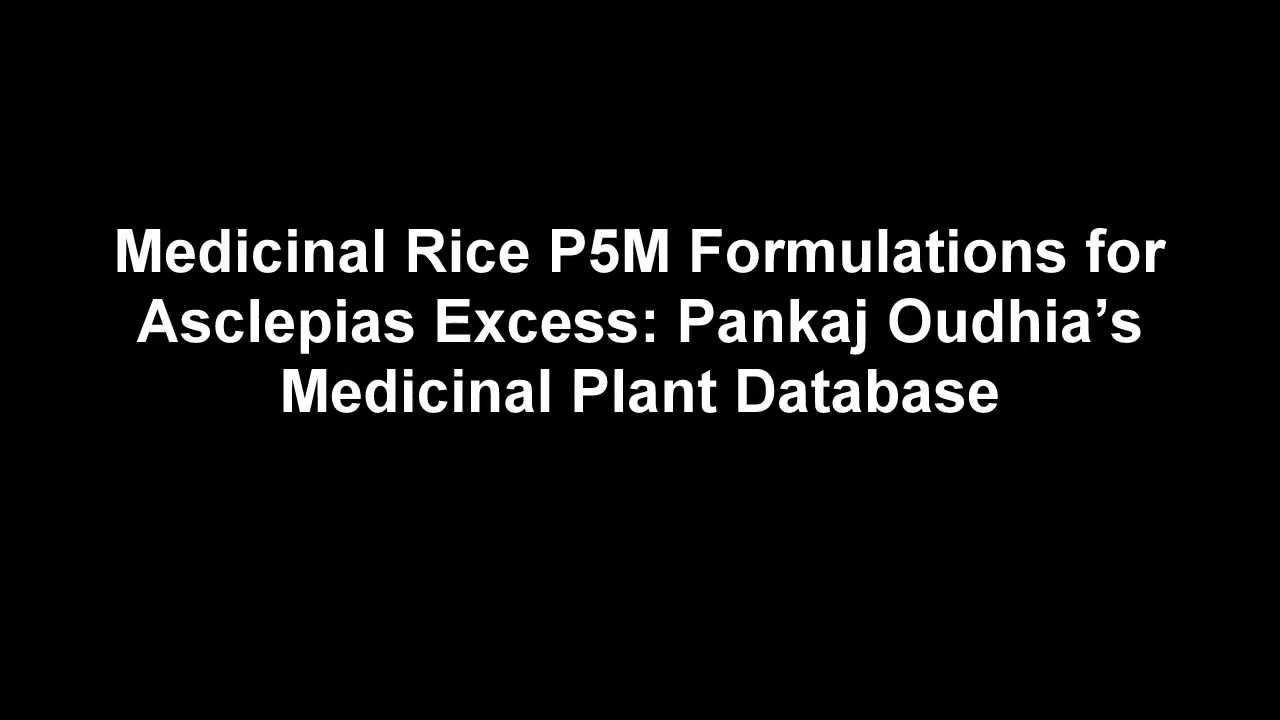 Medicinal Rice P5M Formulations for
Asclepias Excess: Pankaj Oudhia’s
Medicinal Plant Database